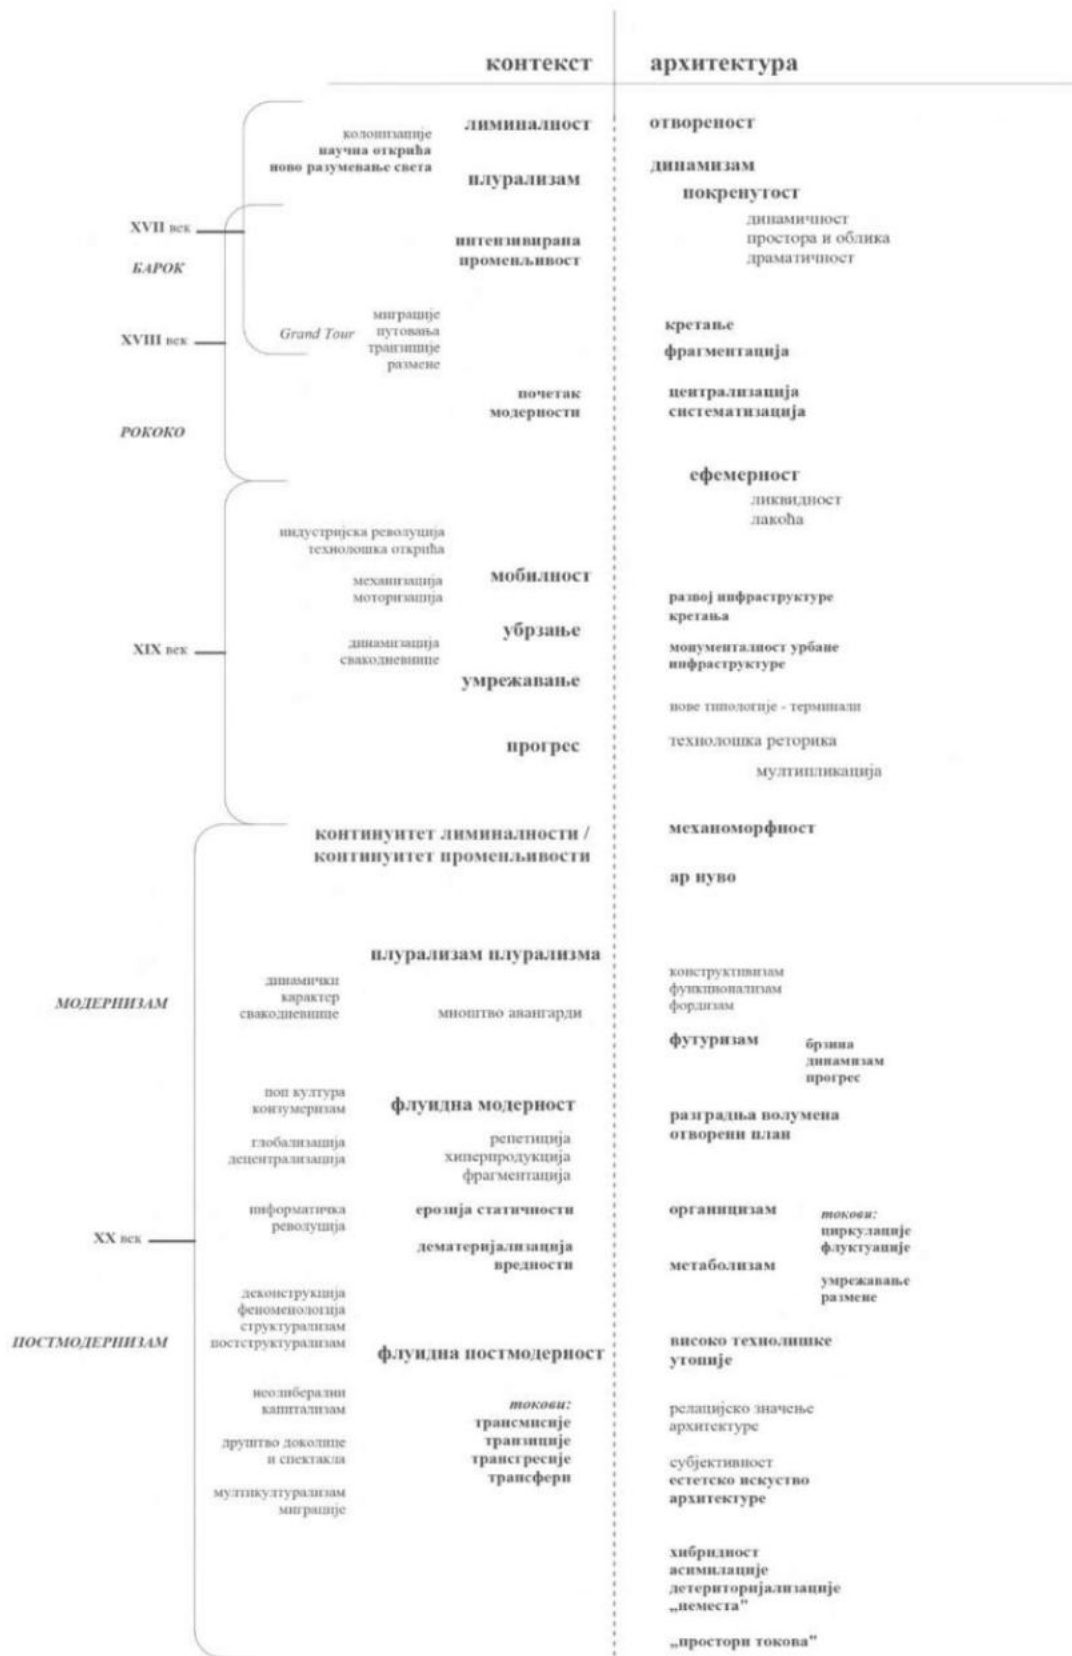 контекст
архитектура
лиминалност
отвореност
колонизације
научна открића
ново разумевање света
динамизам
плурализам
покренутост
динамичност
простора и облика
драматичност
XVII век
БАРОК
интензивирана
променљивост
Grand Tour
миграције
путовања
транзиције
размене
XVIII век
кретање
фрагментација
почетак
модерности
централизација
систематизација
РОКОКО
ефемерност
ликвидност
лакоћа
индустријска револуција
технолошка открића
мобилност
механизација
моторизација
развој инфраструктуре
кретања
убрзање
XIX век
динамизација
свакодневнице
монументалност урбане
инфраструктуре
умрежавање
нове типологије - терминали
прогрес
технолошка реторика
мултипликација
континуитет лиминалности /
континуитет променљивости
механоморфност
ар нуво
плурализам плурализма
МОДЕРНИЗАМ
динамички
карактер
свакодневнице
мноштво авангарди
конструктивизам
функционализам
фордизам
футуризам
брзина
динамизам
прогрес
поп култура
конзумеризам
флуидна модерност
разградња волумена
отворени план
глобализација
децентрализација
репетиција
хиперпродукција
фрагментација
информатичка
револуција
ерозија статичности
органицизам
токови:
циркулације
флуктуације
XX век
дематеријализација
вредности
метаболизам
умрежавање
размене
деконструкција
феноменологија
структурализам
постструктурализам
ПОСТМОДЕРНИЗАМ
флуидна постмодерност
високо технолишке
утопије
неолиберални
капитализам
токови:
трансмисије
транзиције
трансгресије
трансфери
релацијско значење
архитектуре
друштво доколице
и спектакла
субјективност
естетско искуство
архитектуре
мултикултурализам
миграције
хибридност
асимилације
детериторијализације
„неместа"
„простори токова"